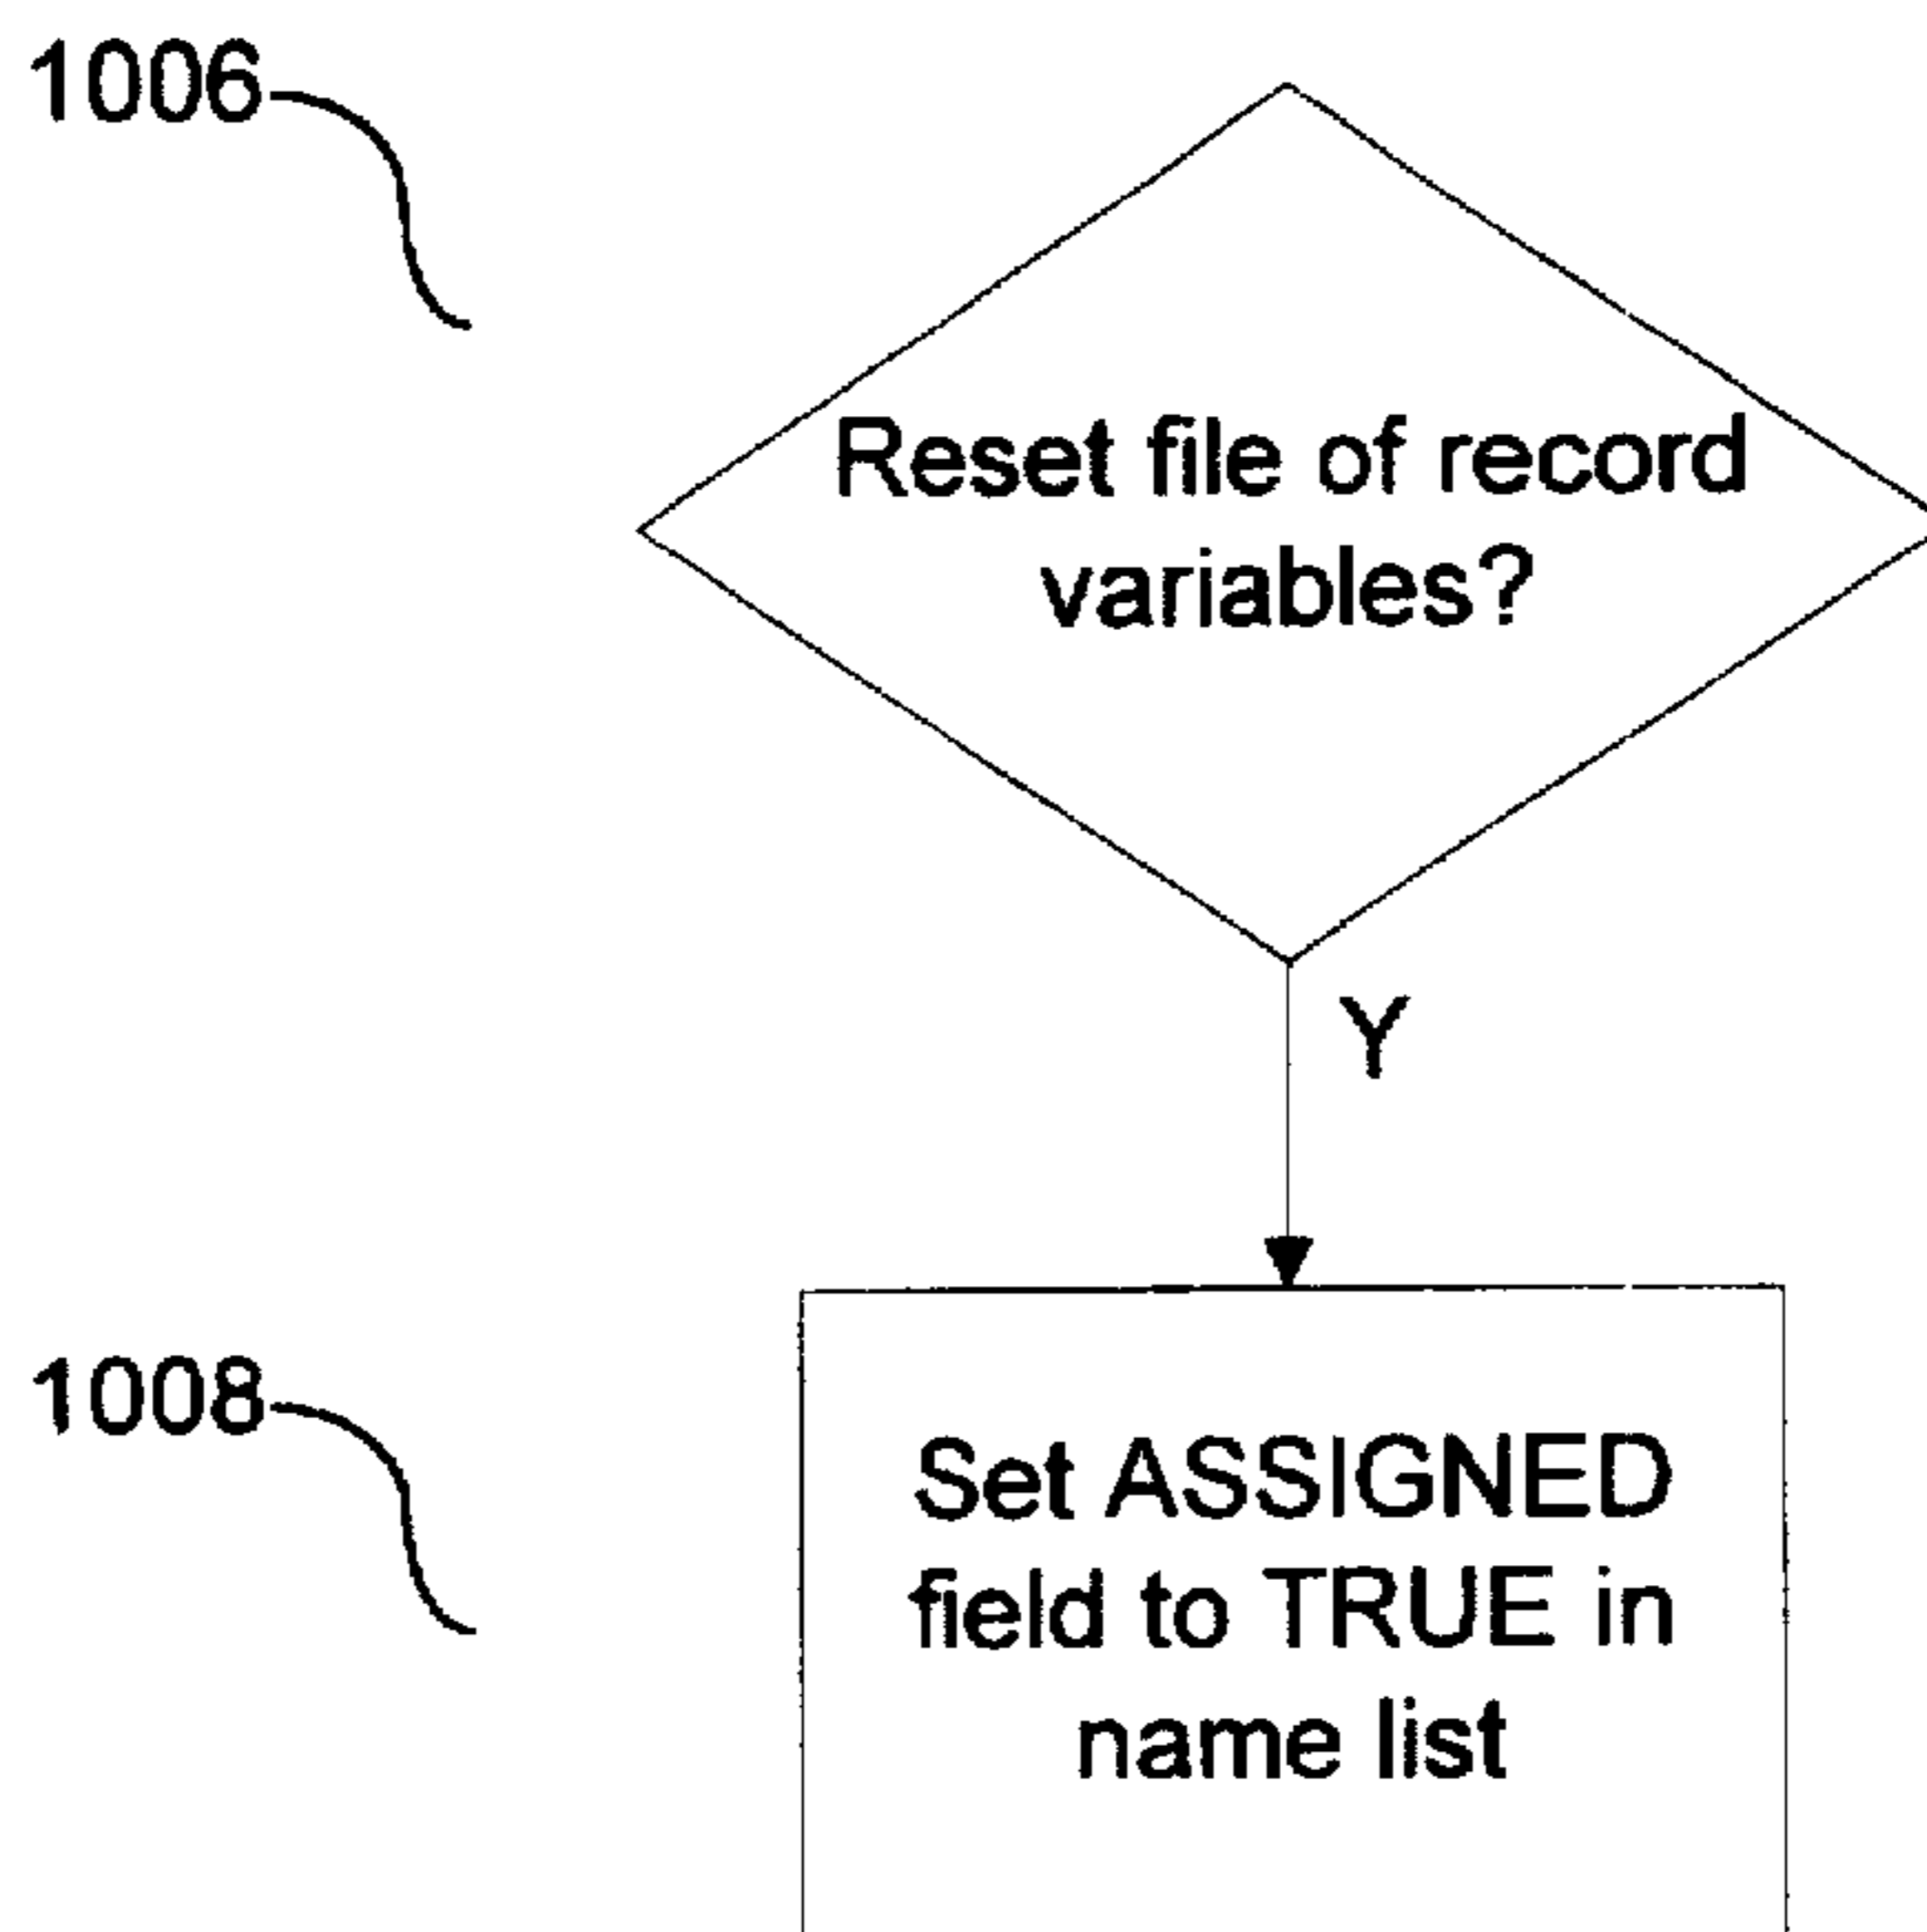 1006
Reset file of record
variables?
Y
1008
Set ASSIGNED
field to TRUE in
name list